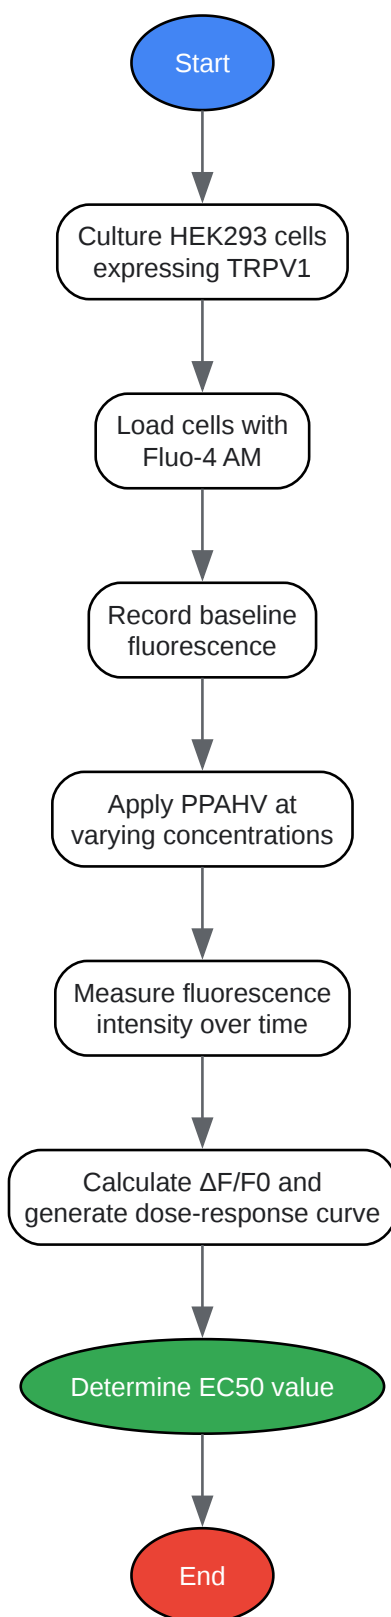 Start
Culture HEK293 cells
expressing TRPV1
Load cells with
Fluo-4 AM
Record baseline
fluorescence
Apply PPAHV at
varying concentrations
Measure fluorescence
intensity over time
Calculate ΔF/F0 and
generate dose-response curve
Determine EC50 value
End